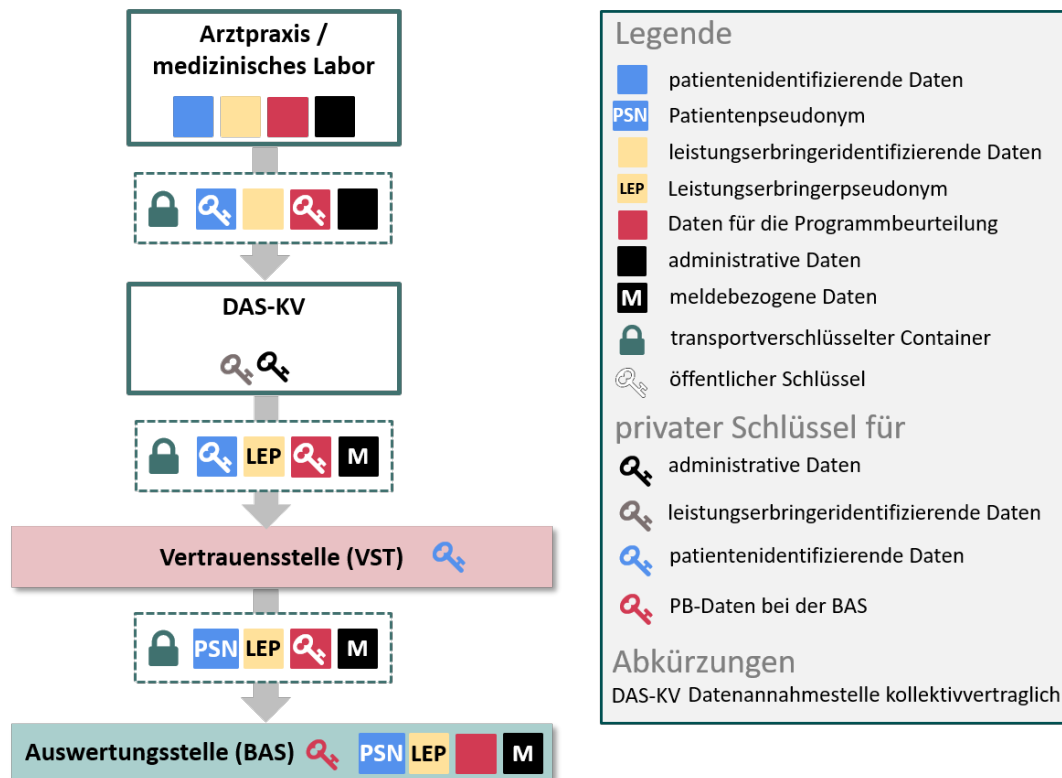 Arztpraxis /
medizinisches Labor
DAS-KV
LEP
M
Vertrauensstelle (VST)
PSN
LEP
M
Auswertungsstelle (BAS)
PSN
LEP
M
Legende
patientenidentifizierende Daten
PSN
Patientenpseudonym
leistungserbringeridentifizierende Daten
LEP
Leistungserbringerpseudonym
Daten für die Programmbeurteilung
administrative Daten
M
meldebezogene Daten
transportverschlüsselter Container
öffentlicher Schlüssel
privater Schlüssel für
administrative Daten
leistungserbringeridentifizierende Daten
patientenidentifizierende Daten
PB-Daten bei der BAS
Abkürzungen
DAS-KV Datenannahmestelle kollektivvertraglich